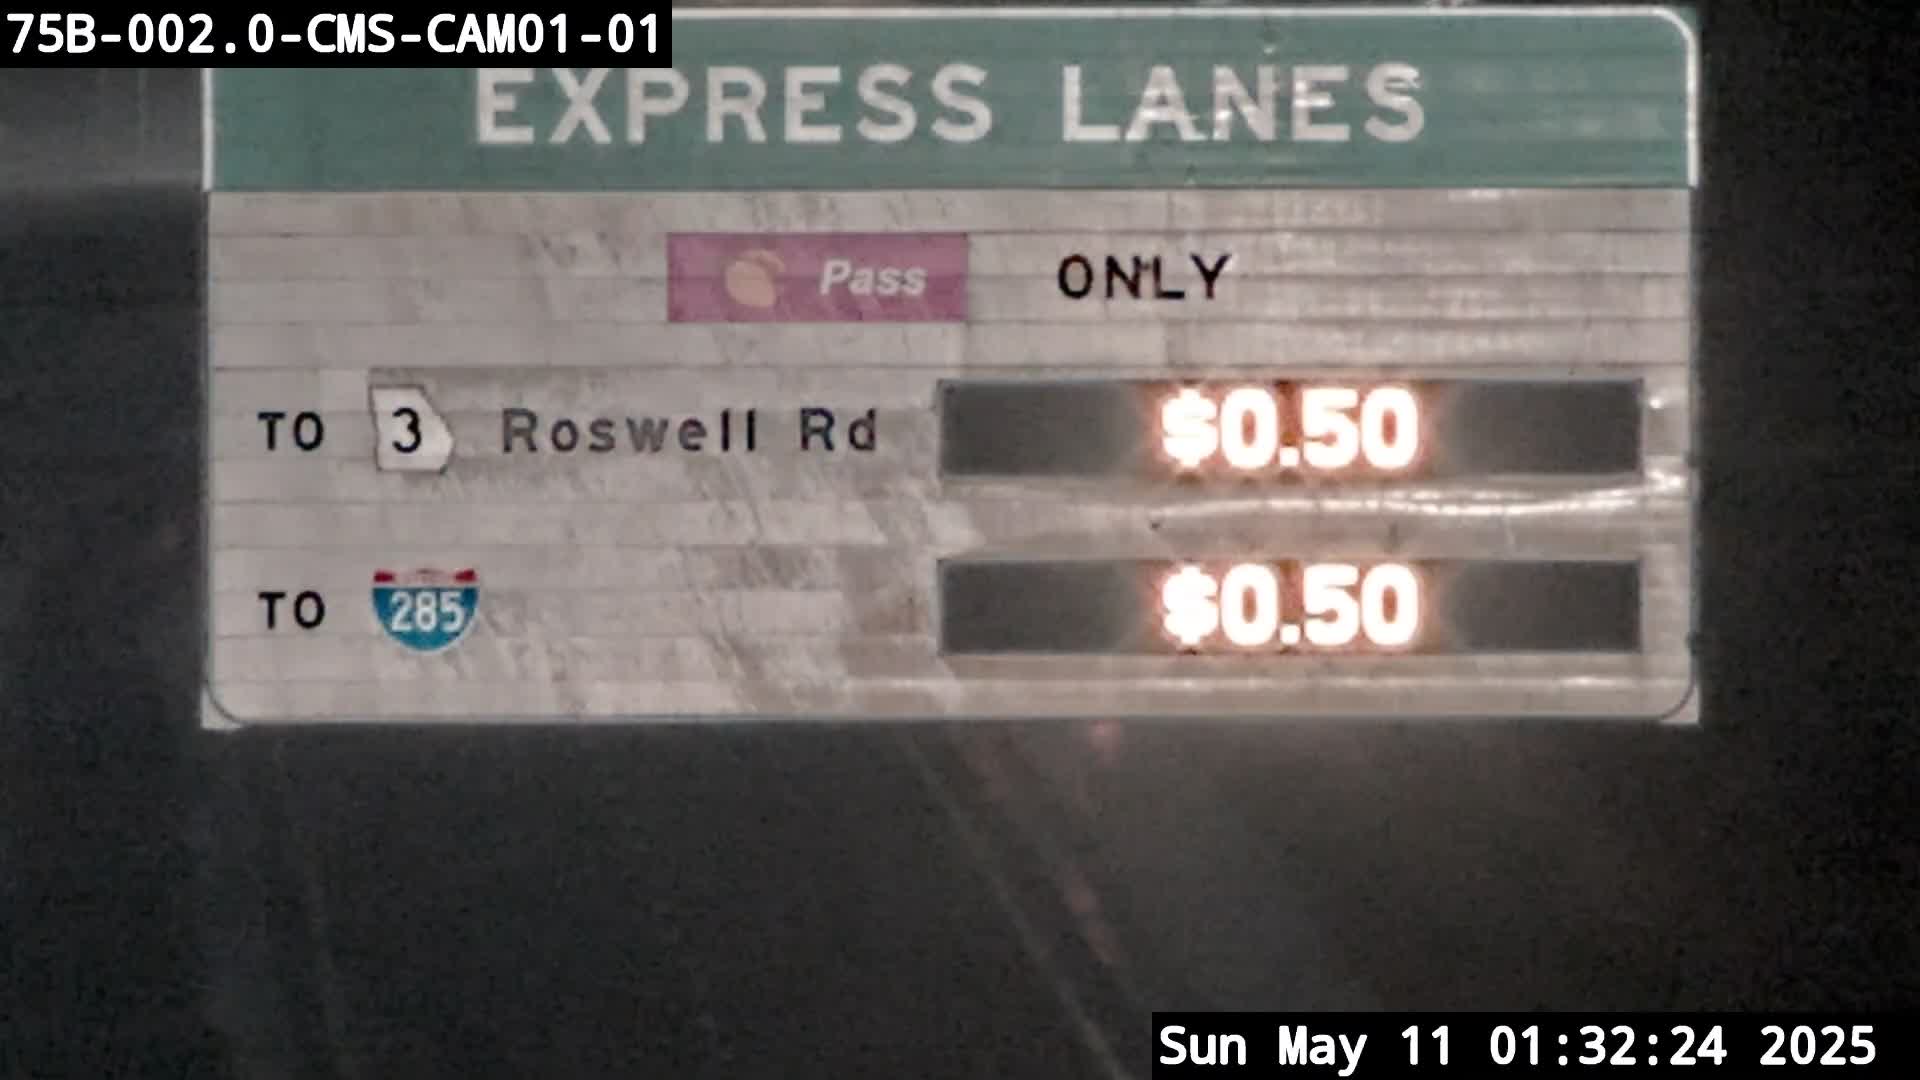 75B-002.0-CMS-CAM01-01
EXPRESS LANES
Pass ONLY
TO 3 Roswell Rd $0.50
TO 285 $0.50
Sun May 11 01:32:24 2025